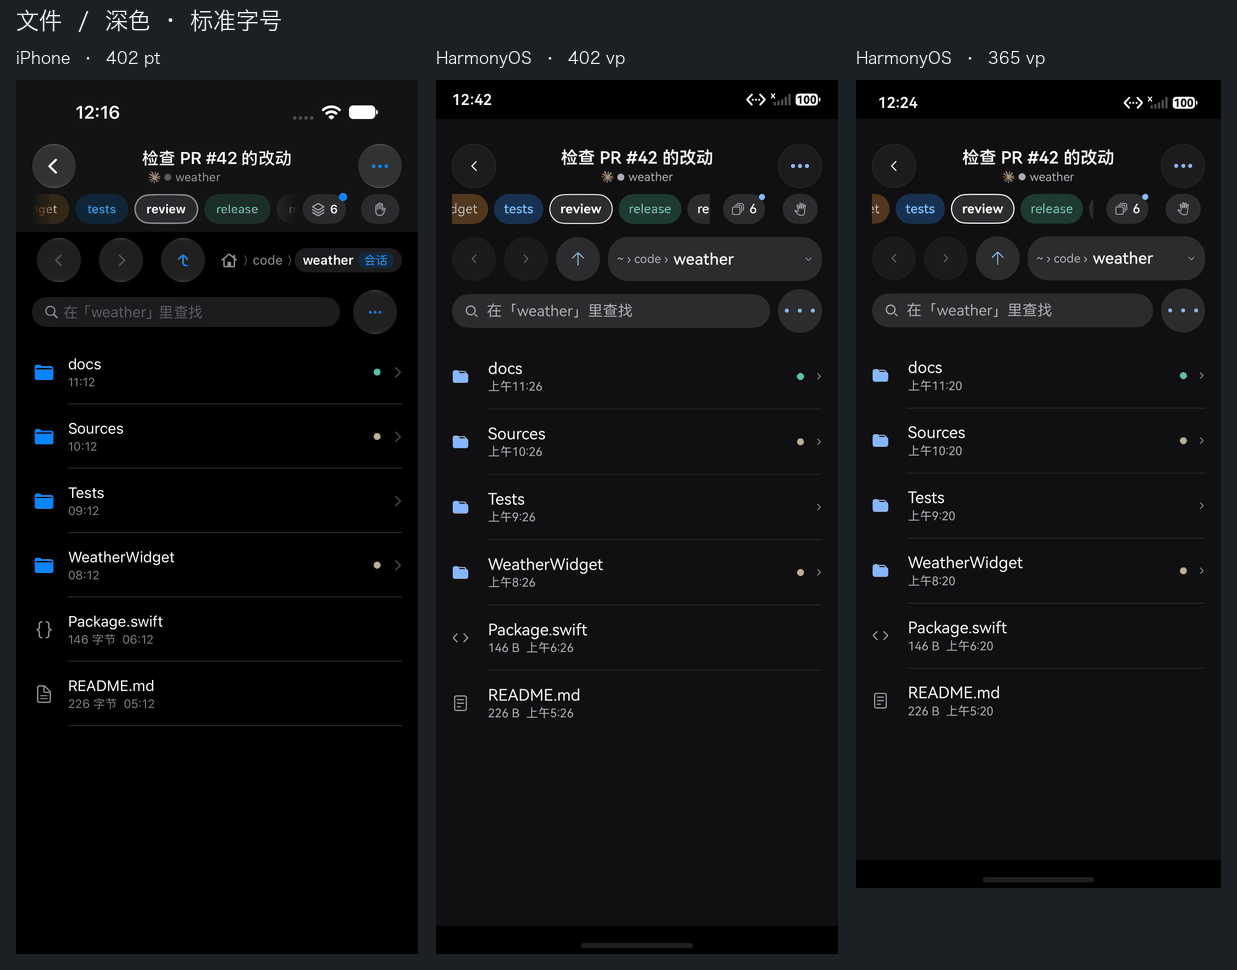 文件 / 深色 · 标准字号
iPhone · 402 pt
12:16
检查 PR #42 的改动
weather
get
tests
review
release
6
code
weather
会话
在「weather」里查找
docs
11:12
Sources
10:12
Tests
09:12
WeatherWidget
08:12
Package.swift
146 字节 06:12
README.md
226 字节 05:12
HarmonyOS · 402 vp
12:42
100
检查 PR #42 的改动
weather
dget
tests
review
release
re
6
~ › code › weather
在「weather」里查找
docs
上午11:26
Sources
上午10:26
Tests
上午9:26
WeatherWidget
上午8:26
Package.swift
146 B 上午6:26
README.md
226 B 上午5:26
HarmonyOS · 365 vp
12:24
100
检查 PR #42 的改动
weather
et
tests
review
release
6
~ › code › weather
在「weather」里查找
docs
上午11:20
Sources
上午10:20
Tests
上午9:20
WeatherWidget
上午8:20
Package.swift
146 B 上午6:20
README.md
226 B 上午5:20